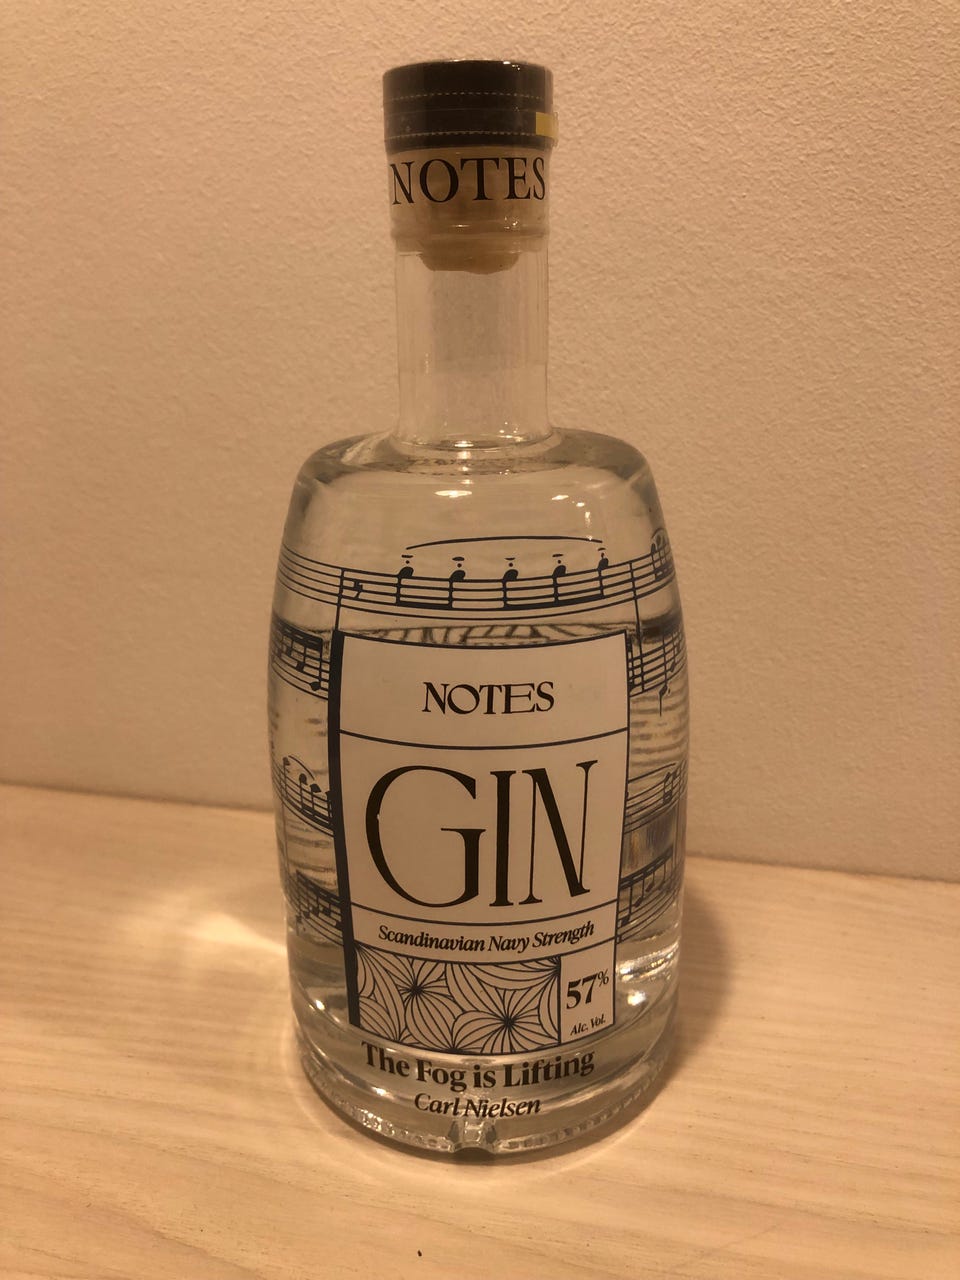 NOTES
NOTES
GIN
Scandinavian Navy Strength
57%
Alc. Vol.
The Fog is Lifting
Carl Nielsen